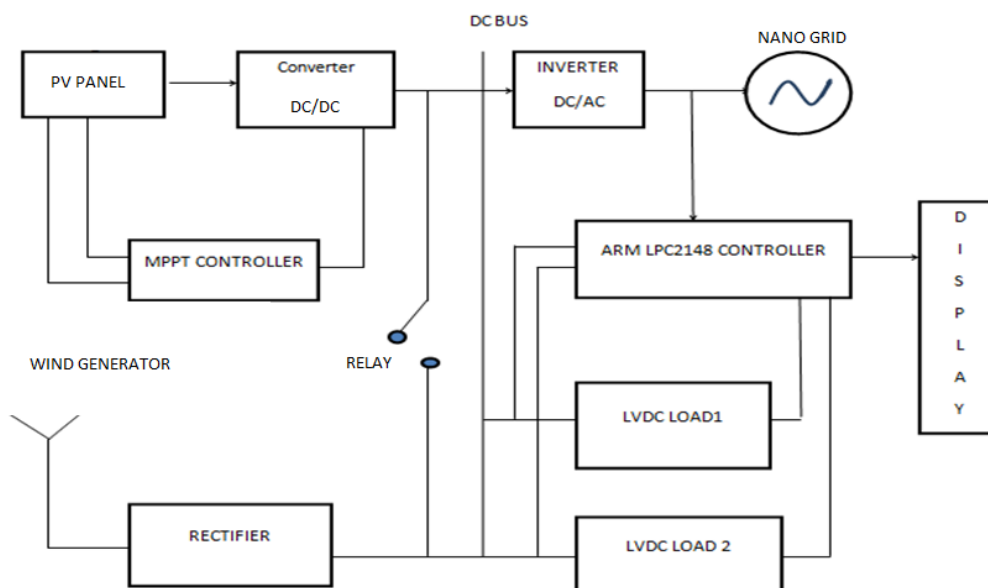 DC BUS
NANO GRID
PV PANEL
Converter
DC/DC
INVERTER
DC/AC
MPPT CONTROLLER
ARM LPC2148 CONTROLLER
D
I
S
P
L
A
Y
WIND GENERATOR
RELAY
LVDC LOAD1
RECTIFIER
LVDC LOAD 2